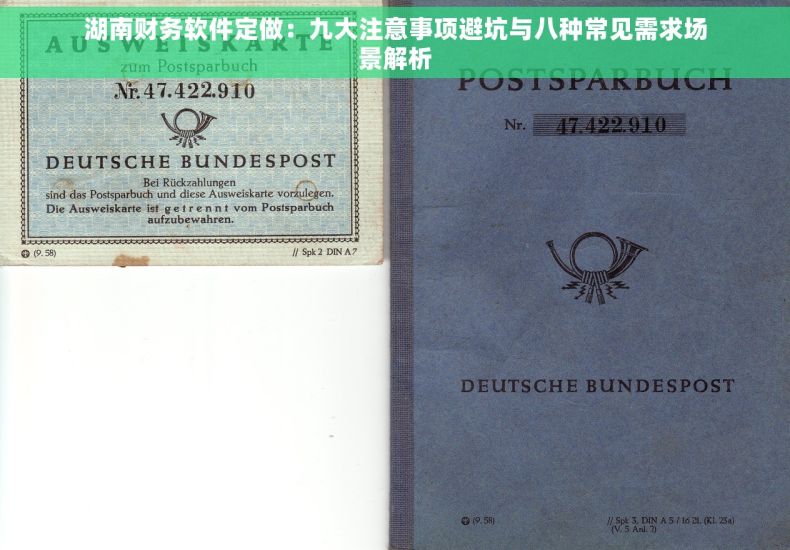 湖南财务软件定做：九大注意事项避坑与八种常见需求场
景解析
AUSWEISKARTE
zum Postsparbuch
Nr. 47.422.910
DEUTSCHE BUNDESPOST
Bei Rückzahlungen
sind das Postsparbuch und diese Ausweiskarte vorzulegen.
Die Ausweiskarte ist getrennt vom Postsparbuch
aufzubewahren.
(9. 58)
// Spk 2 DIN A 7
POSTSPARBUCH
Nr. 47.422.910
DEUTSCHE BUNDESPOST
(9. 58)
// Spk 3, DIN A 5 / 16 Bl. (Kl. 23a)
(V. 5 Anl. 2)